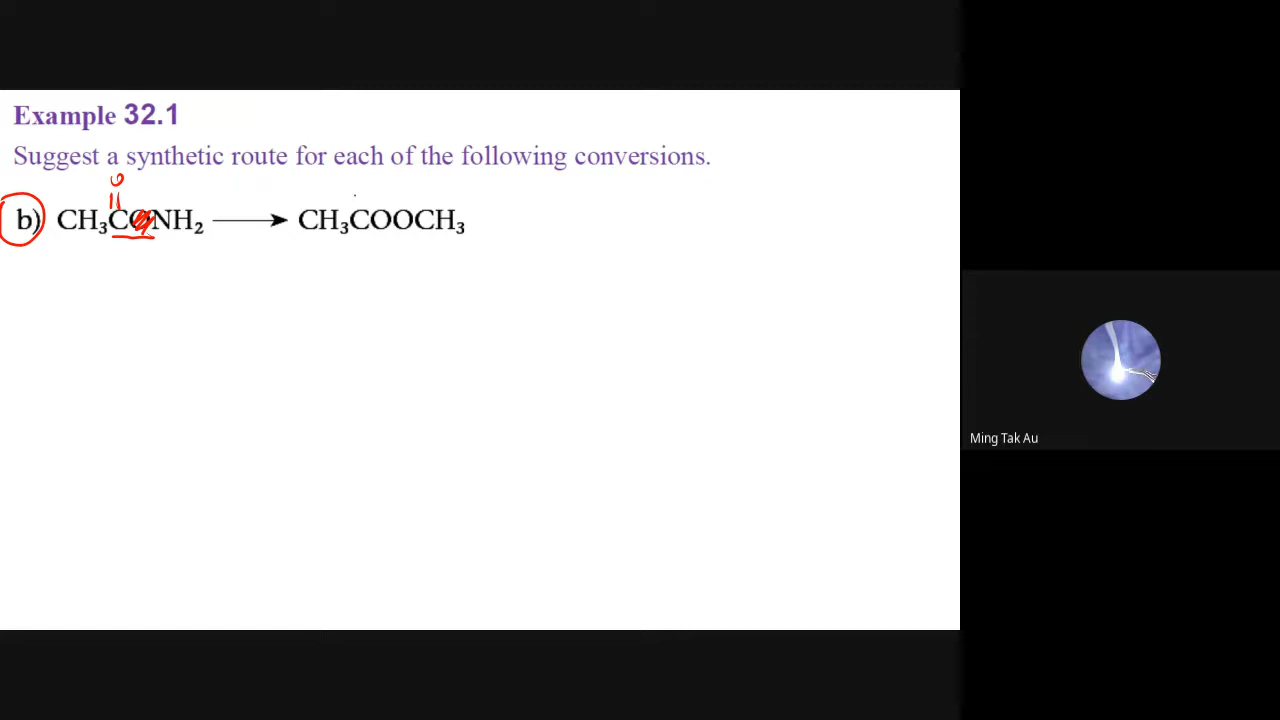 Example 32.1
Suggest a synthetic route for each of the following conversions.
O
b) CH₃CONH₂ ⟶ CH₃COOCH₃
Ming Tak Au